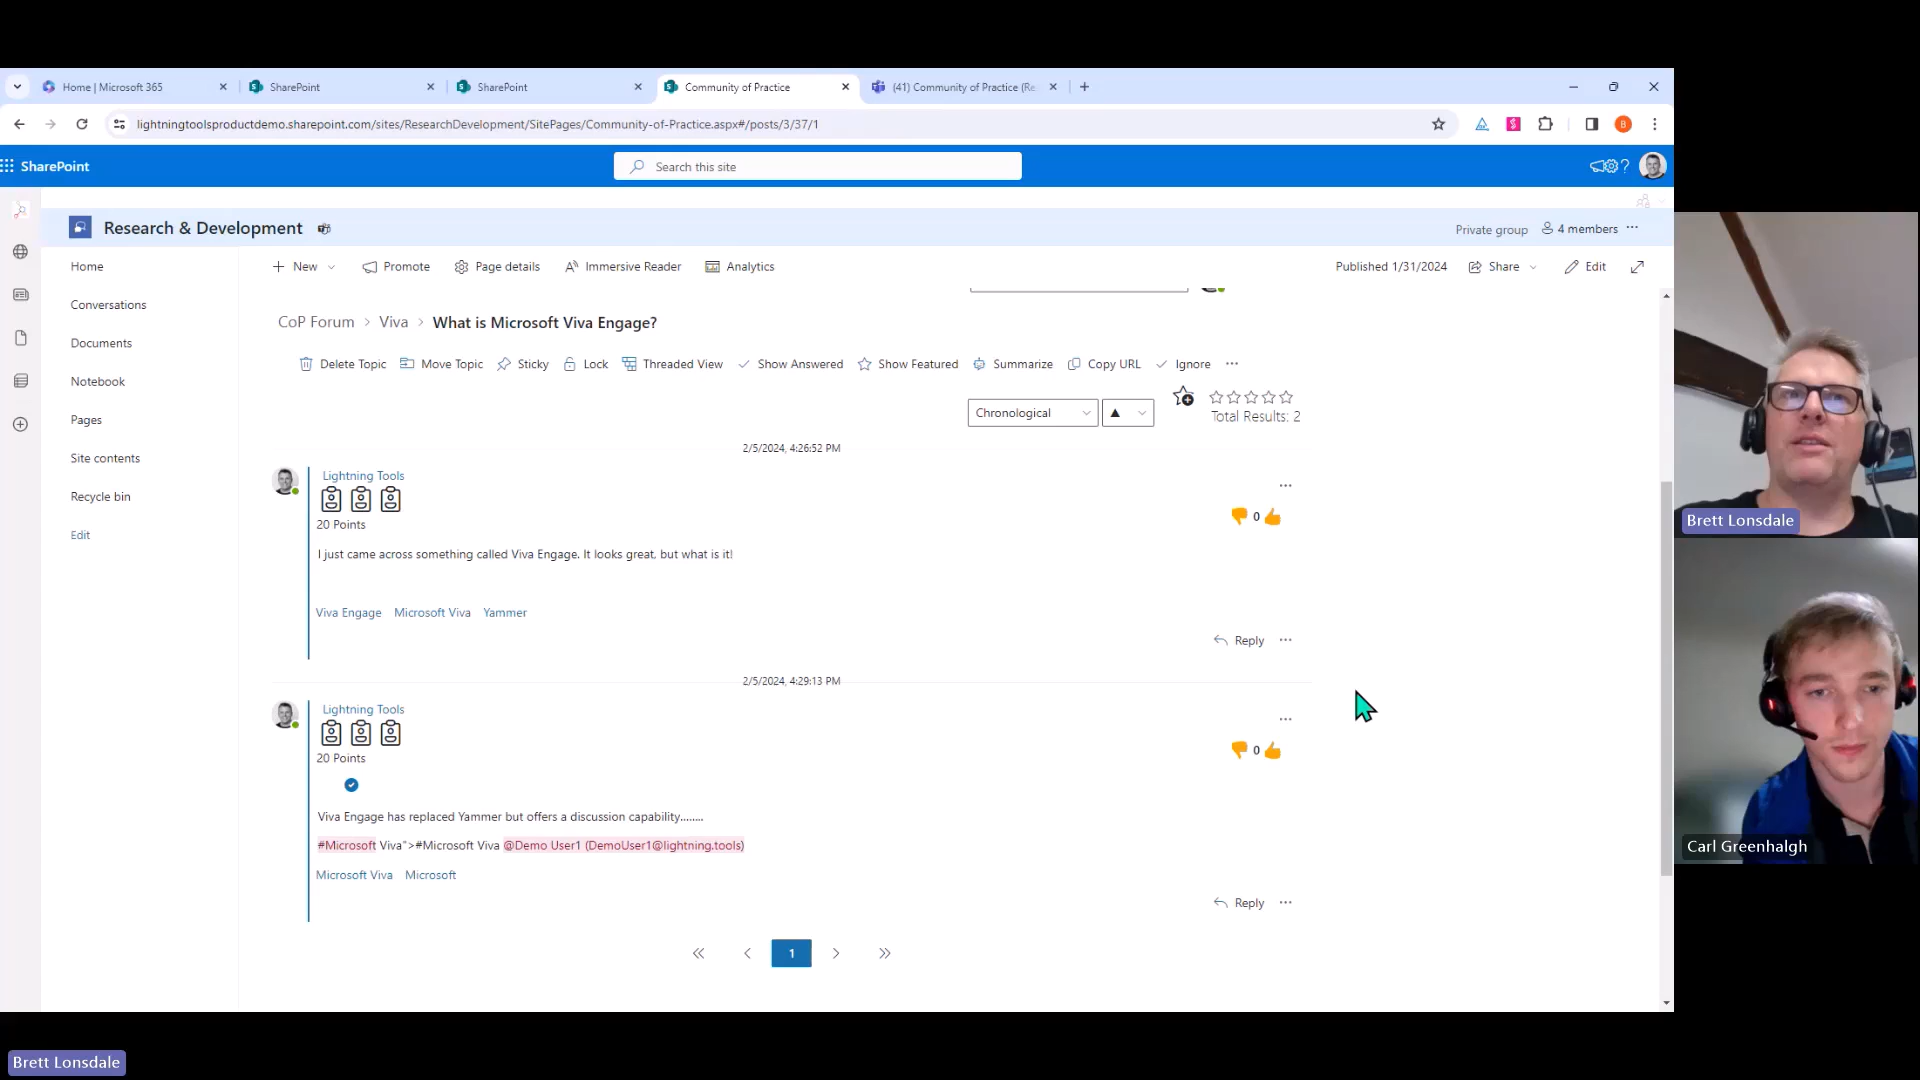 Home | Microsoft 365
SharePoint
SharePoint
Community of Practice
(41) Community of Practice (Re
lightningtoolsproductdemo.sharepoint.com/sites/ResearchDevelopment/SitePages/Community-of-Practice.aspx#/posts/3/37/1
B
SharePoint
Search this site
?
Research & Development
Private group
4 members
Home
Conversations
Documents
Notebook
Pages
Site contents
Recycle bin
Edit
New
Promote
Page details
Immersive Reader
Analytics
Published 1/31/2024
Share
Edit
CoP Forum > Viva > What is Microsoft Viva Engage?
Delete Topic
Move Topic
Sticky
Lock
Threaded View
Show Answered
Show Featured
Summarize
Copy URL
Ignore
Chronological
Total Results: 2
2/5/2024, 4:26:52 PM
Lightning Tools
20 Points
0
I just came across something called Viva Engage. It looks great, but what is it!
Viva Engage Microsoft Viva Yammer
Reply
2/5/2024, 4:29:13 PM
Lightning Tools
20 Points
0
Viva Engage has replaced Yammer but offers a discussion capability........
#Microsoft Viva">#Microsoft Viva @Demo User1 (DemoUser1@lightning.tools)
Microsoft Viva Microsoft
Reply
1
Brett Lonsdale
Carl Greenhalgh
Brett Lonsdale